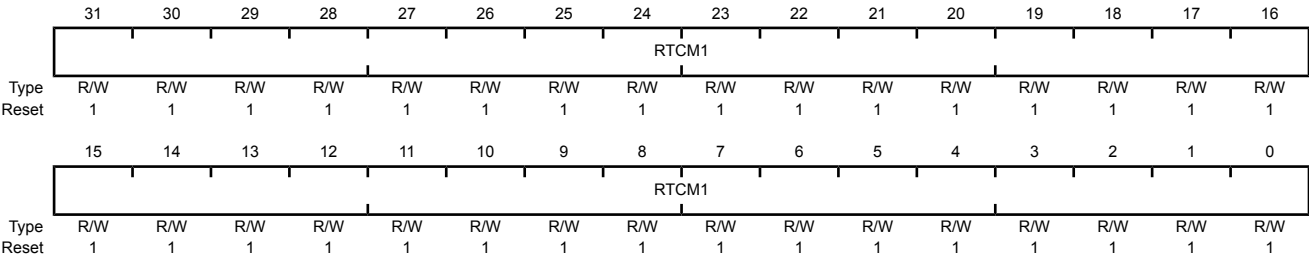 31 30 29 28 27 26 25 24 23 22 21 20 19 18 17 16
RTCM1
Type R/W R/W R/W R/W R/W R/W R/W R/W R/W R/W R/W R/W R/W R/W R/W R/W
Reset 1 1 1 1 1 1 1 1 1 1 1 1 1 1 1 1
15 14 13 12 11 10 9 8 7 6 5 4 3 2 1 0
RTCM1
Type R/W R/W R/W R/W R/W R/W R/W R/W R/W R/W R/W R/W R/W R/W R/W R/W
Reset 1 1 1 1 1 1 1 1 1 1 1 1 1 1 1 1